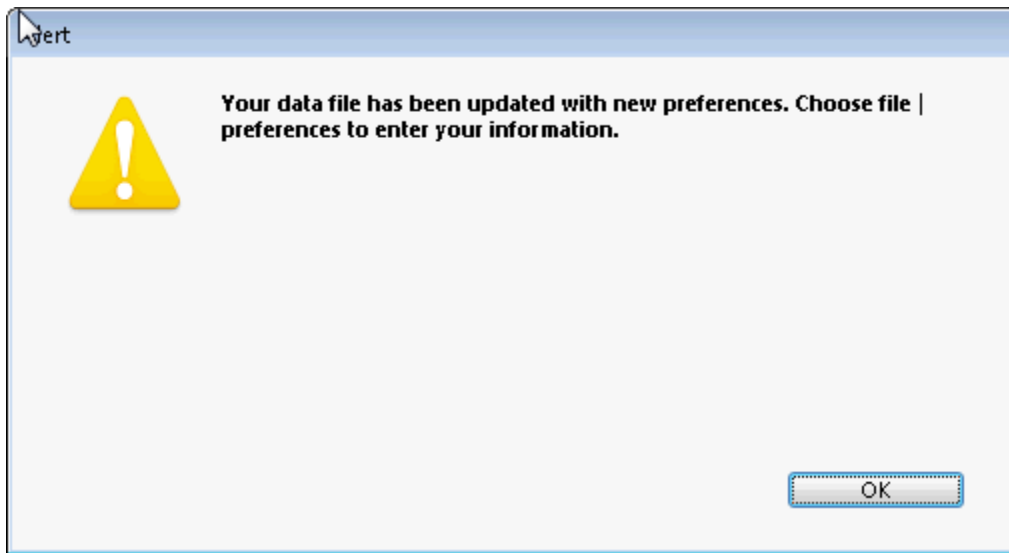 Your data file has been updated with new preferences. Choose file |
preferences to enter your information.
OK